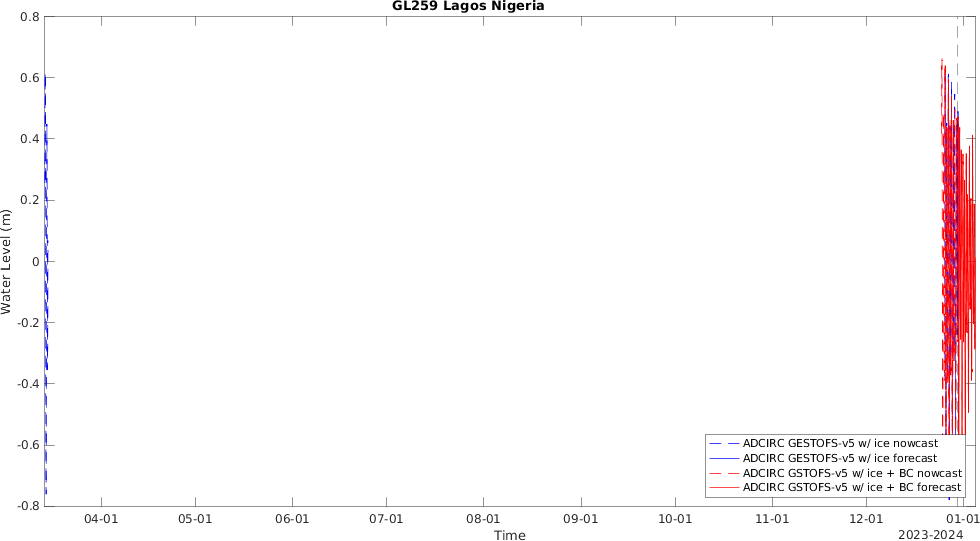 GL259 Lagos Nigeria
Water Level (m)
0.8
0.6
0.4
0.2
0
-0.2
-0.4
-0.6
-0.8
04-01 05-01 06-01 07-01 08-01 09-01 10-01 11-01 12-01 01-01
Time
2023-2024
ADCIRC GESTOFS-v5 w/ ice nowcast
ADCIRC GESTOFS-v5 w/ ice forecast
ADCIRC GSTOFS-v5 w/ ice + BC nowcast
ADCIRC GSTOFS-v5 w/ ice + BC forecast